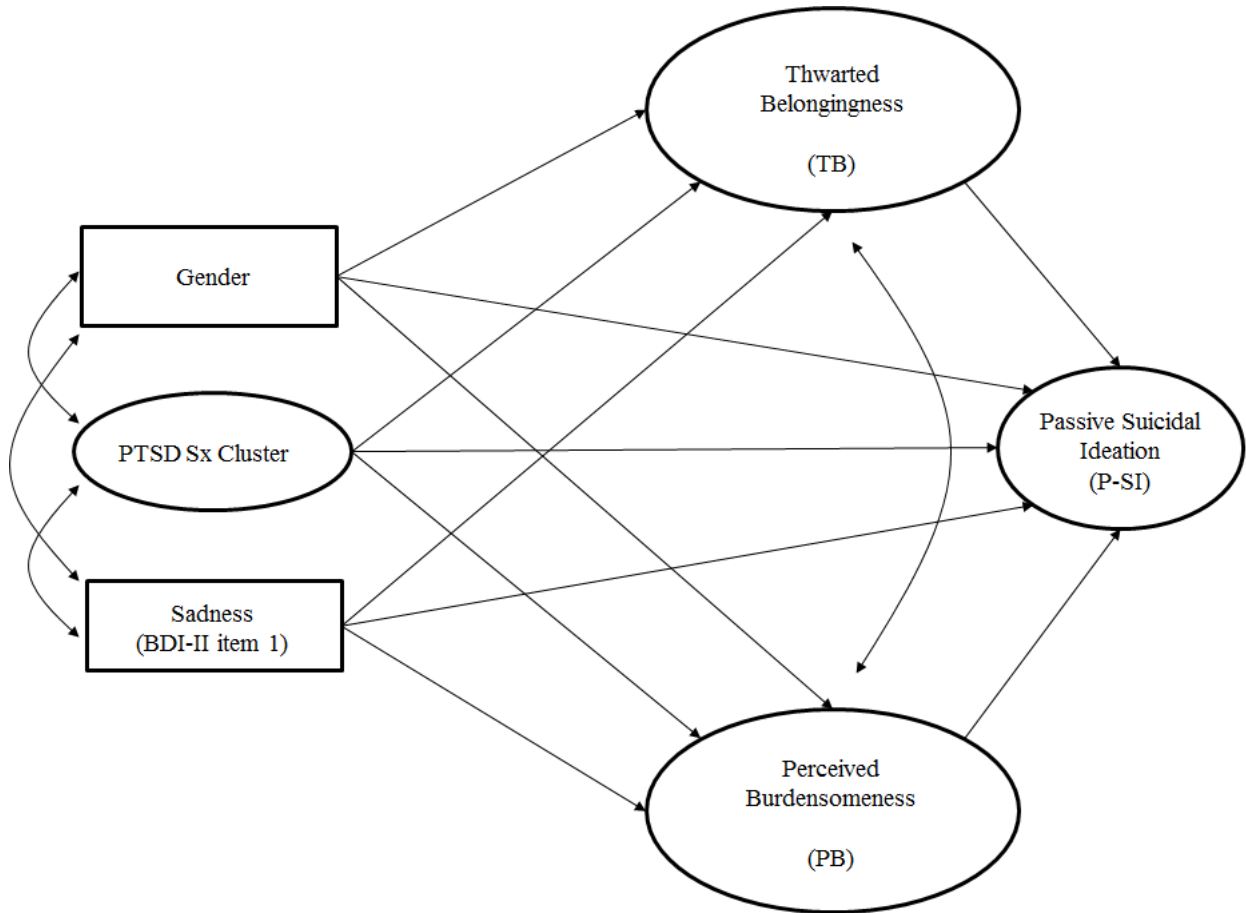 Thwarted
Belongingness
(TB)
Gender
PTSD Sx Cluster
Sadness
(BDI-II item 1)
Passive Suicidal
Ideation
(P-SI)
Perceived
Burdensomeness
(PB)